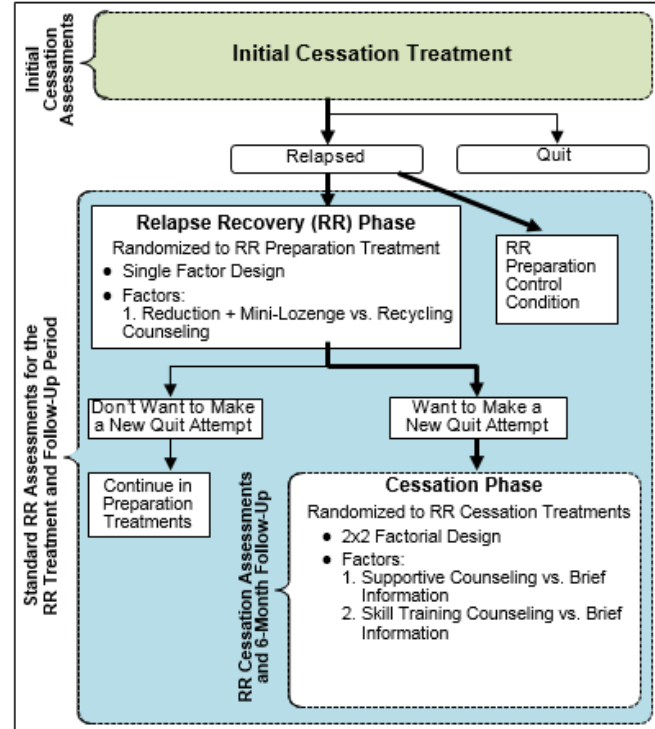 Initial
Cessation
Assessments
Initial Cessation Treatment
Relapsed
Quit
Standard RR Assessments for the
RR Treatment and Follow-Up Period
Relapse Recovery (RR) Phase
Randomized to RR Preparation Treatment
● Single Factor Design
● Factors:
1. Reduction + Mini-Lozenge vs. Recycling
Counseling
RR
Preparation
Control
Condition
Don't Want to Make
a New Quit Attempt
Want to Make a
New Quit Attempt
Continue in
Preparation
Treatments
RR Cessation Assessments
and 6-Month Follow-Up
Cessation Phase
Randomized to RR Cessation Treatments
● 2x2 Factorial Design
● Factors:
1. Supportive Counseling vs. Brief
Information
2. Skill Training Counseling vs. Brief
Information